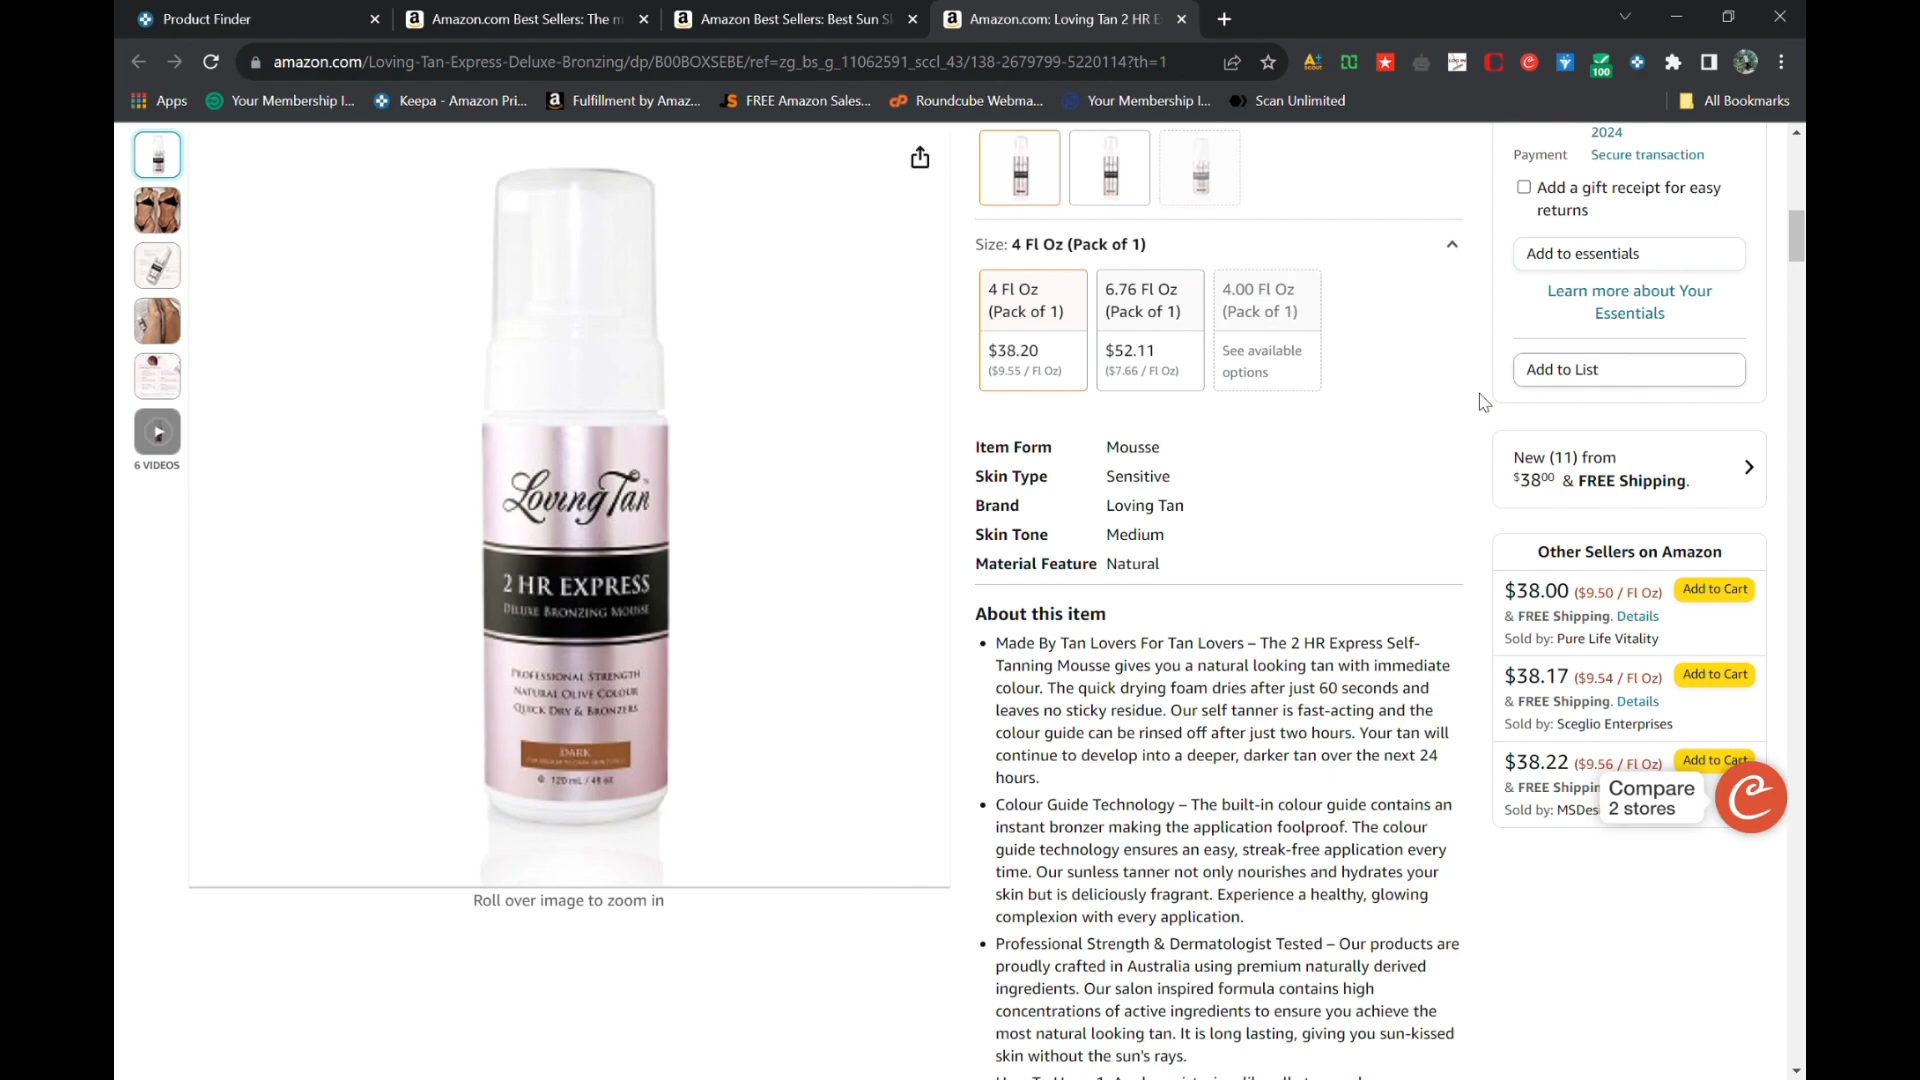 Product Finder
Amazon.com Best Sellers: The m
Amazon Best Sellers: Best Sun S
Amazon.com: Loving Tan 2 HR E
amazon.com/Loving-Tan-Express-Deluxe-Bronzing/dp/B00BOXSEBE/ref=zg_bs_g_11062591_sccl_43/138-2679799-5220114?th=1
100
Apps
Your Membership I...
Keepa - Amazon Pri...
Fulfillment by Amaz...
FREE Amazon Sales...
Roundcube Webma...
Your Membership I...
Scan Unlimited
All Bookmarks
6 VIDEOS
Loving Tan
2 HR EXPRESS
DELUXE BRONZING MOUSSE
PROFESSIONAL STRENGTH
NATURAL OLIVE COLOUR
QUICK DRY & BRONZERS
DARK
120 mL / 4 fl oz
Roll over image to zoom in
Size: 4 Fl Oz (Pack of 1)
4 Fl Oz
(Pack of 1)
$38.20
($9.55 / Fl Oz)
6.76 Fl Oz
(Pack of 1)
$52.11
($7.66 / Fl Oz)
4.00 Fl Oz
(Pack of 1)
See available
options
Item Form Mousse
Skin Type Sensitive
Brand Loving Tan
Skin Tone Medium
Material Feature Natural
About this item
• Made By Tan Lovers For Tan Lovers – The 2 HR Express Self-
Tanning Mousse gives you a natural looking tan with immediate
colour. The quick drying foam dries after just 60 seconds and
leaves no sticky residue. Our self tanner is fast-acting and the
colour guide can be rinsed off after just two hours. Your tan will
continue to develop into a deeper, darker tan over the next 24
hours.
• Colour Guide Technology – The built-in colour guide contains an
instant bronzer making the application foolproof. The colour
guide technology ensures an easy, streak-free application every
time. Our sunless tanner not only nourishes and hydrates your
skin but is deliciously fragrant. Experience a healthy, glowing
complexion with every application.
• Professional Strength & Dermatologist Tested – Our products are
proudly crafted in Australia using premium naturally derived
ingredients. Our salon inspired formula contains high
concentrations of active ingredients to ensure you achieve the
most natural looking tan. It is long lasting, giving you sun-kissed
skin without the sun's rays.
2024
Payment Secure transaction
Add a gift receipt for easy
returns
Add to essentials
Learn more about Your
Essentials
Add to List
New (11) from
$38⁰⁰ & FREE Shipping.
Other Sellers on Amazon
$38.00 ($9.50 / Fl Oz) Add to Cart
& FREE Shipping. Details
Sold by: Pure Life Vitality
$38.17 ($9.54 / Fl Oz) Add to Cart
& FREE Shipping. Details
Sold by: Sceglio Enterprises
$38.22 ($9.56 / Fl Oz) Add to Cart
& FREE Shippin
Sold by: MSDes
Compare
2 stores